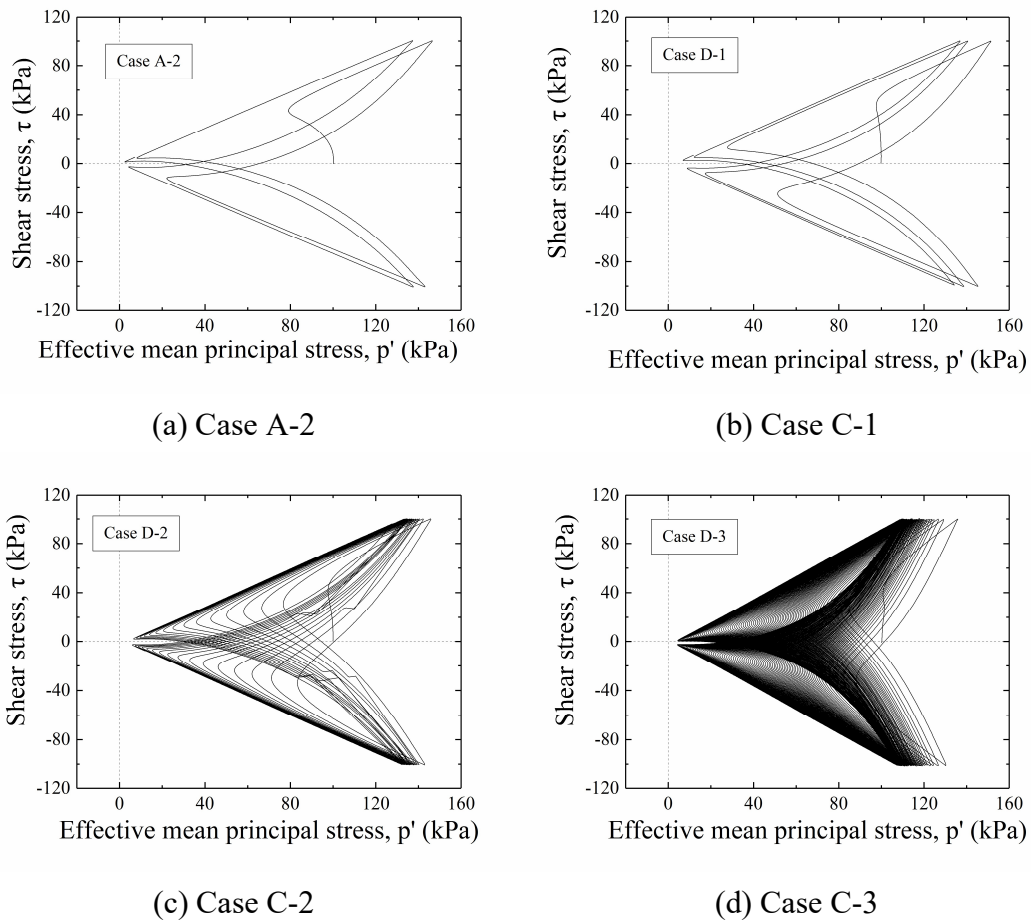 120
80
40
0
-40
-80
-120
Shear stress, τ (kPa)
Case A-2
0 40 80 120 160
Effective mean principal stress, p' (kPa)
(a) Case A-2
120
80
40
0
-40
-80
-120
Shear stress, τ (kPa)
Case D-1
0 40 80 120 160
Effective mean principal stress, p' (kPa)
(b) Case C-1
120
80
40
0
-40
-80
-120
Shear stress, τ (kPa)
Case D-2
0 40 80 120 160
Effective mean principal stress, p' (kPa)
(c) Case C-2
120
80
40
0
-40
-80
-120
Shear stress, τ (kPa)
Case D-3
0 40 80 120 160
Effective mean principal stress, p' (kPa)
(d) Case C-3